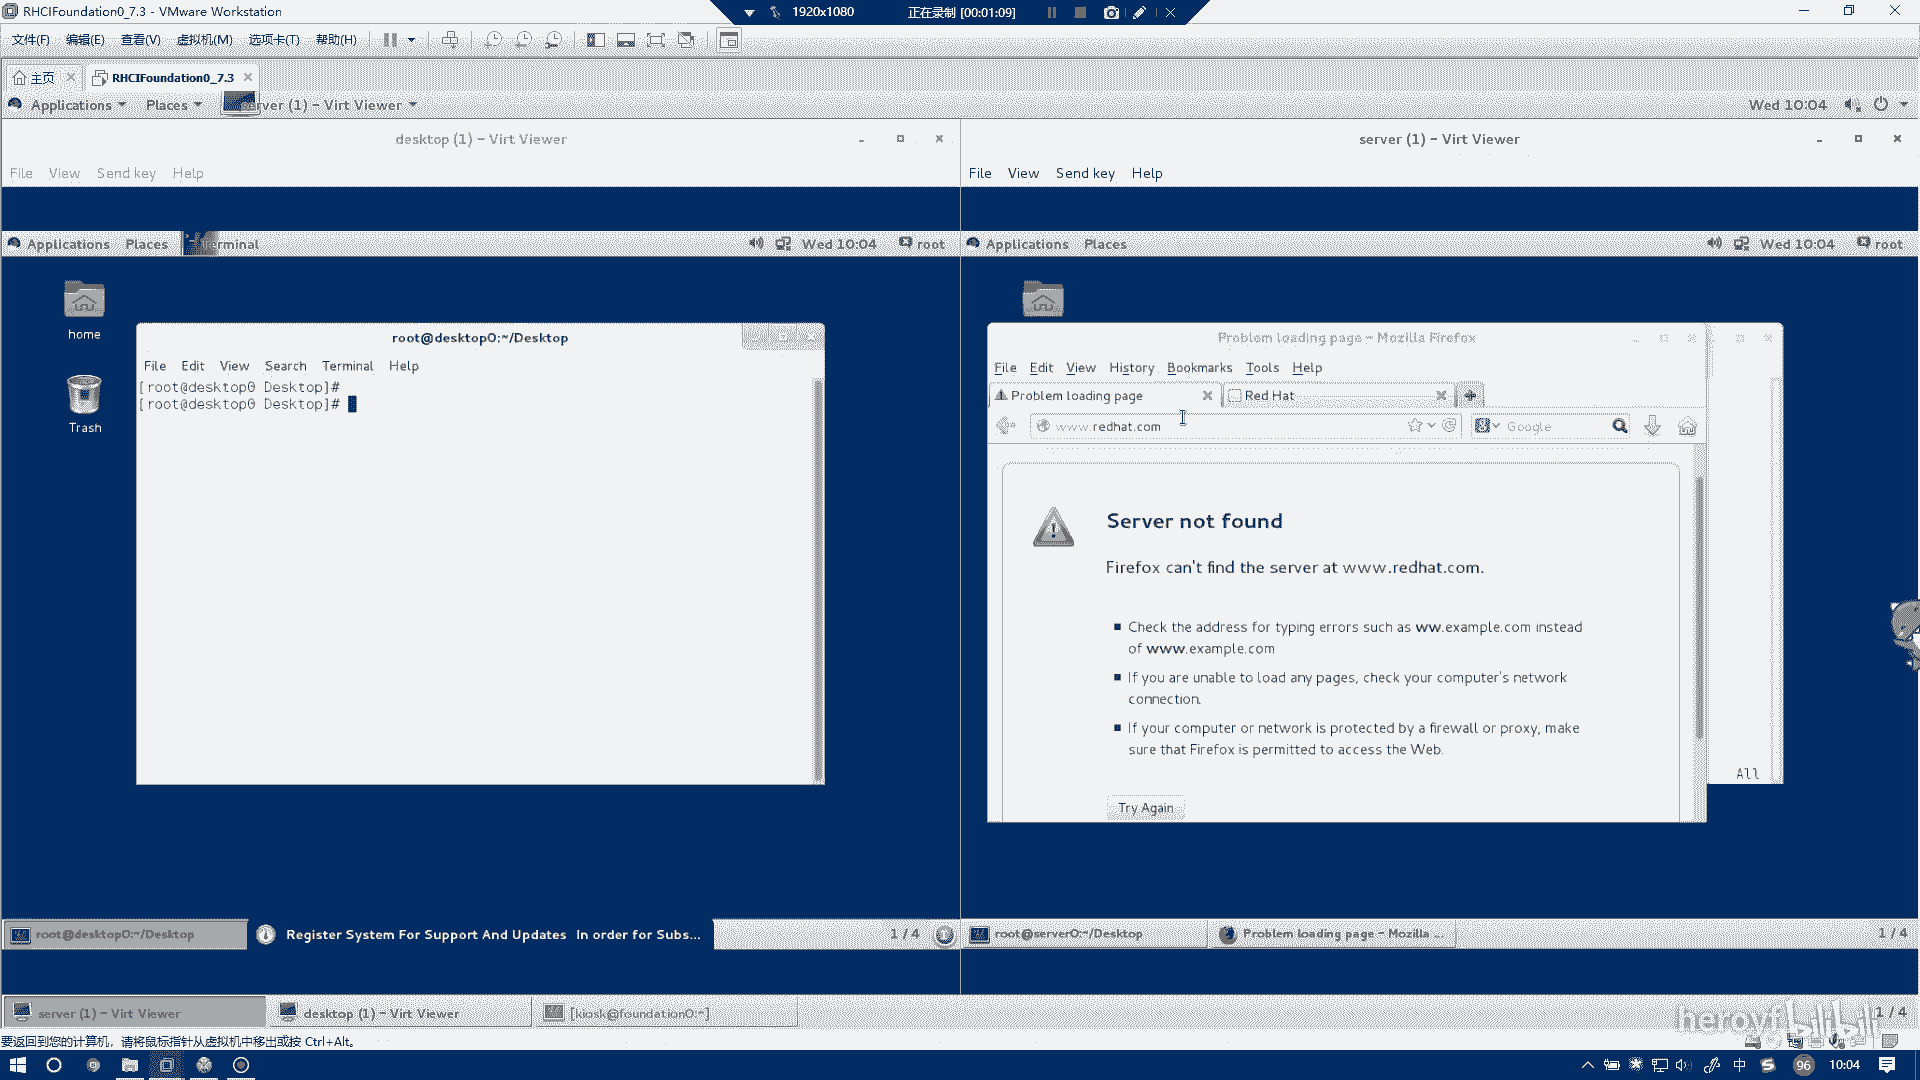 RHCIFoundation0_7.3 - VMware Workstation
1920x1080
正在录制 [00:01:09]
文件(F) 编辑(E) 查看(V) 虚拟机(M) 选项卡(T) 帮助(H)
主页
RHCIFoundation0_7.3
Applications Places server (1) - Virt Viewer
Wed 10:04
desktop (1) - Virt Viewer
File View Send key Help
Applications Places Terminal
Wed 10:04
root
home
Trash
root@desktop0:~/Desktop
File Edit View Search Terminal Help
[root@desktop0 Desktop]#
[root@desktop0 Desktop]#
root@desktop0:~/Desktop
Register System For Support And Updates In order for Subs...
1 / 4
server (1) - Virt Viewer
File View Send key Help
Applications Places
Wed 10:04
root
Problem loading page - Mozilla Firefox
File Edit View History Bookmarks Tools Help
Problem loading page
Red Hat
www.redhat.com
Google
Server not found
Firefox can't find the server at www.redhat.com.
Check the address for typing errors such as ww.example.com instead
of www.example.com
If you are unable to load any pages, check your computer's network
connection.
If your computer or network is protected by a firewall or proxy, make
sure that Firefox is permitted to access the Web.
Try Again
All
root@server0:~/Desktop
Problem loading page - Mozilla ...
1 / 4
server (1) - Virt Viewer
desktop (1) - Virt Viewer
[kiosk@foundation0:~]
1 / 4
bilibili
要返回到您的计算机，请将鼠标指针从虚拟机中移出或按 Ctrl+Alt。
中
96
10:04